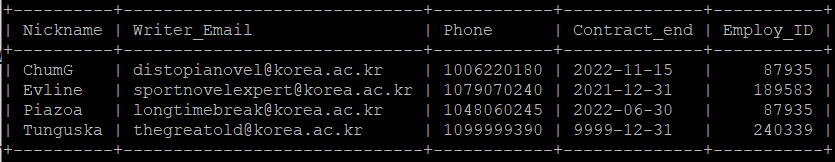 | Nickname | Writer_Email | Phone | Contract_end | Employ_ID |
| ChumG | distopianovel@korea.ac.kr | 1006220180 | 2022-11-15 | 87935 |
| Evline | sportnovelexpert@korea.ac.kr | 1079070240 | 2021-12-31 | 189583 |
| Piazoa | longtimebreak@korea.ac.kr | 1048060245 | 2022-06-30 | 87935 |
| Tunguska | thegreatold@korea.ac.kr | 1099999390 | 9999-12-31 | 240339 |